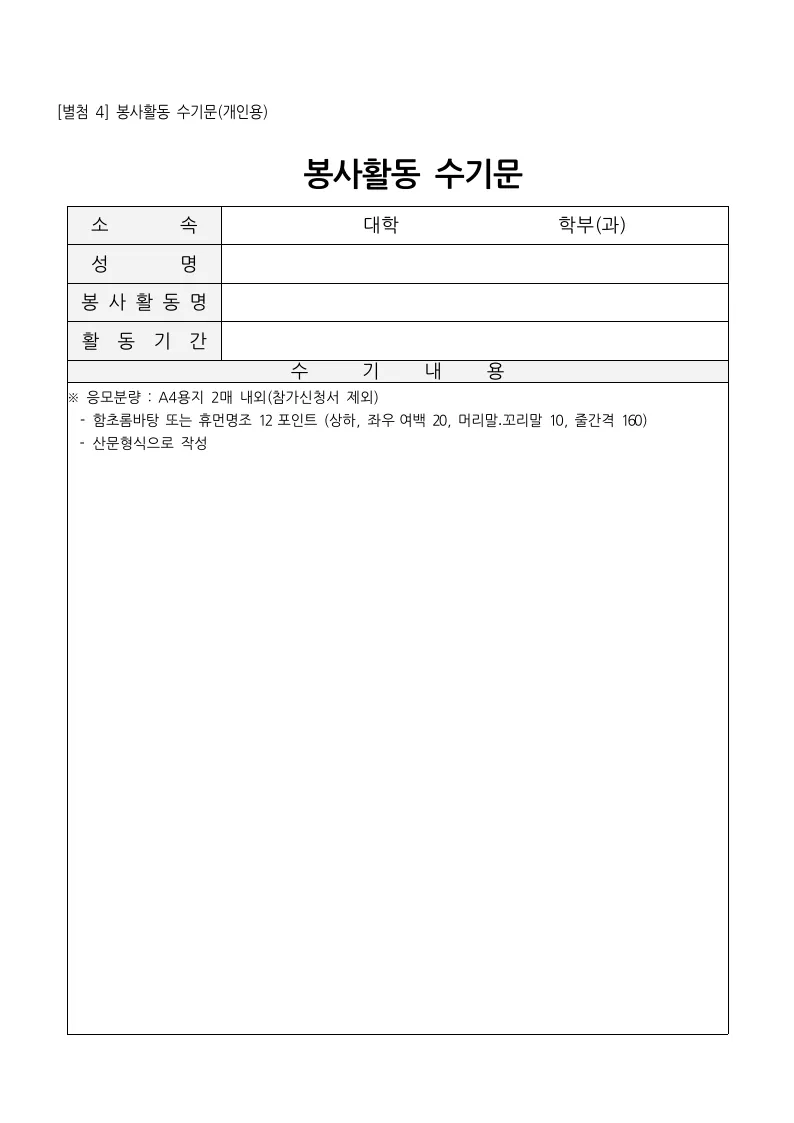 [별첨 4] 봉사활동 수기문(개인용)
봉사활동 수기문
소 속 대학 학부(과)
성 명
봉 사 활 동 명
활 동 기 간
수 기 내 용
※ 응모분량 : A4용지 2매 내외(참가신청서 제외)
- 함초롬바탕 또는 휴먼명조 12포인트 (상하, 좌우여백 20, 머리말.꼬리말 10, 줄간격 160)
- 산문형식으로 작성